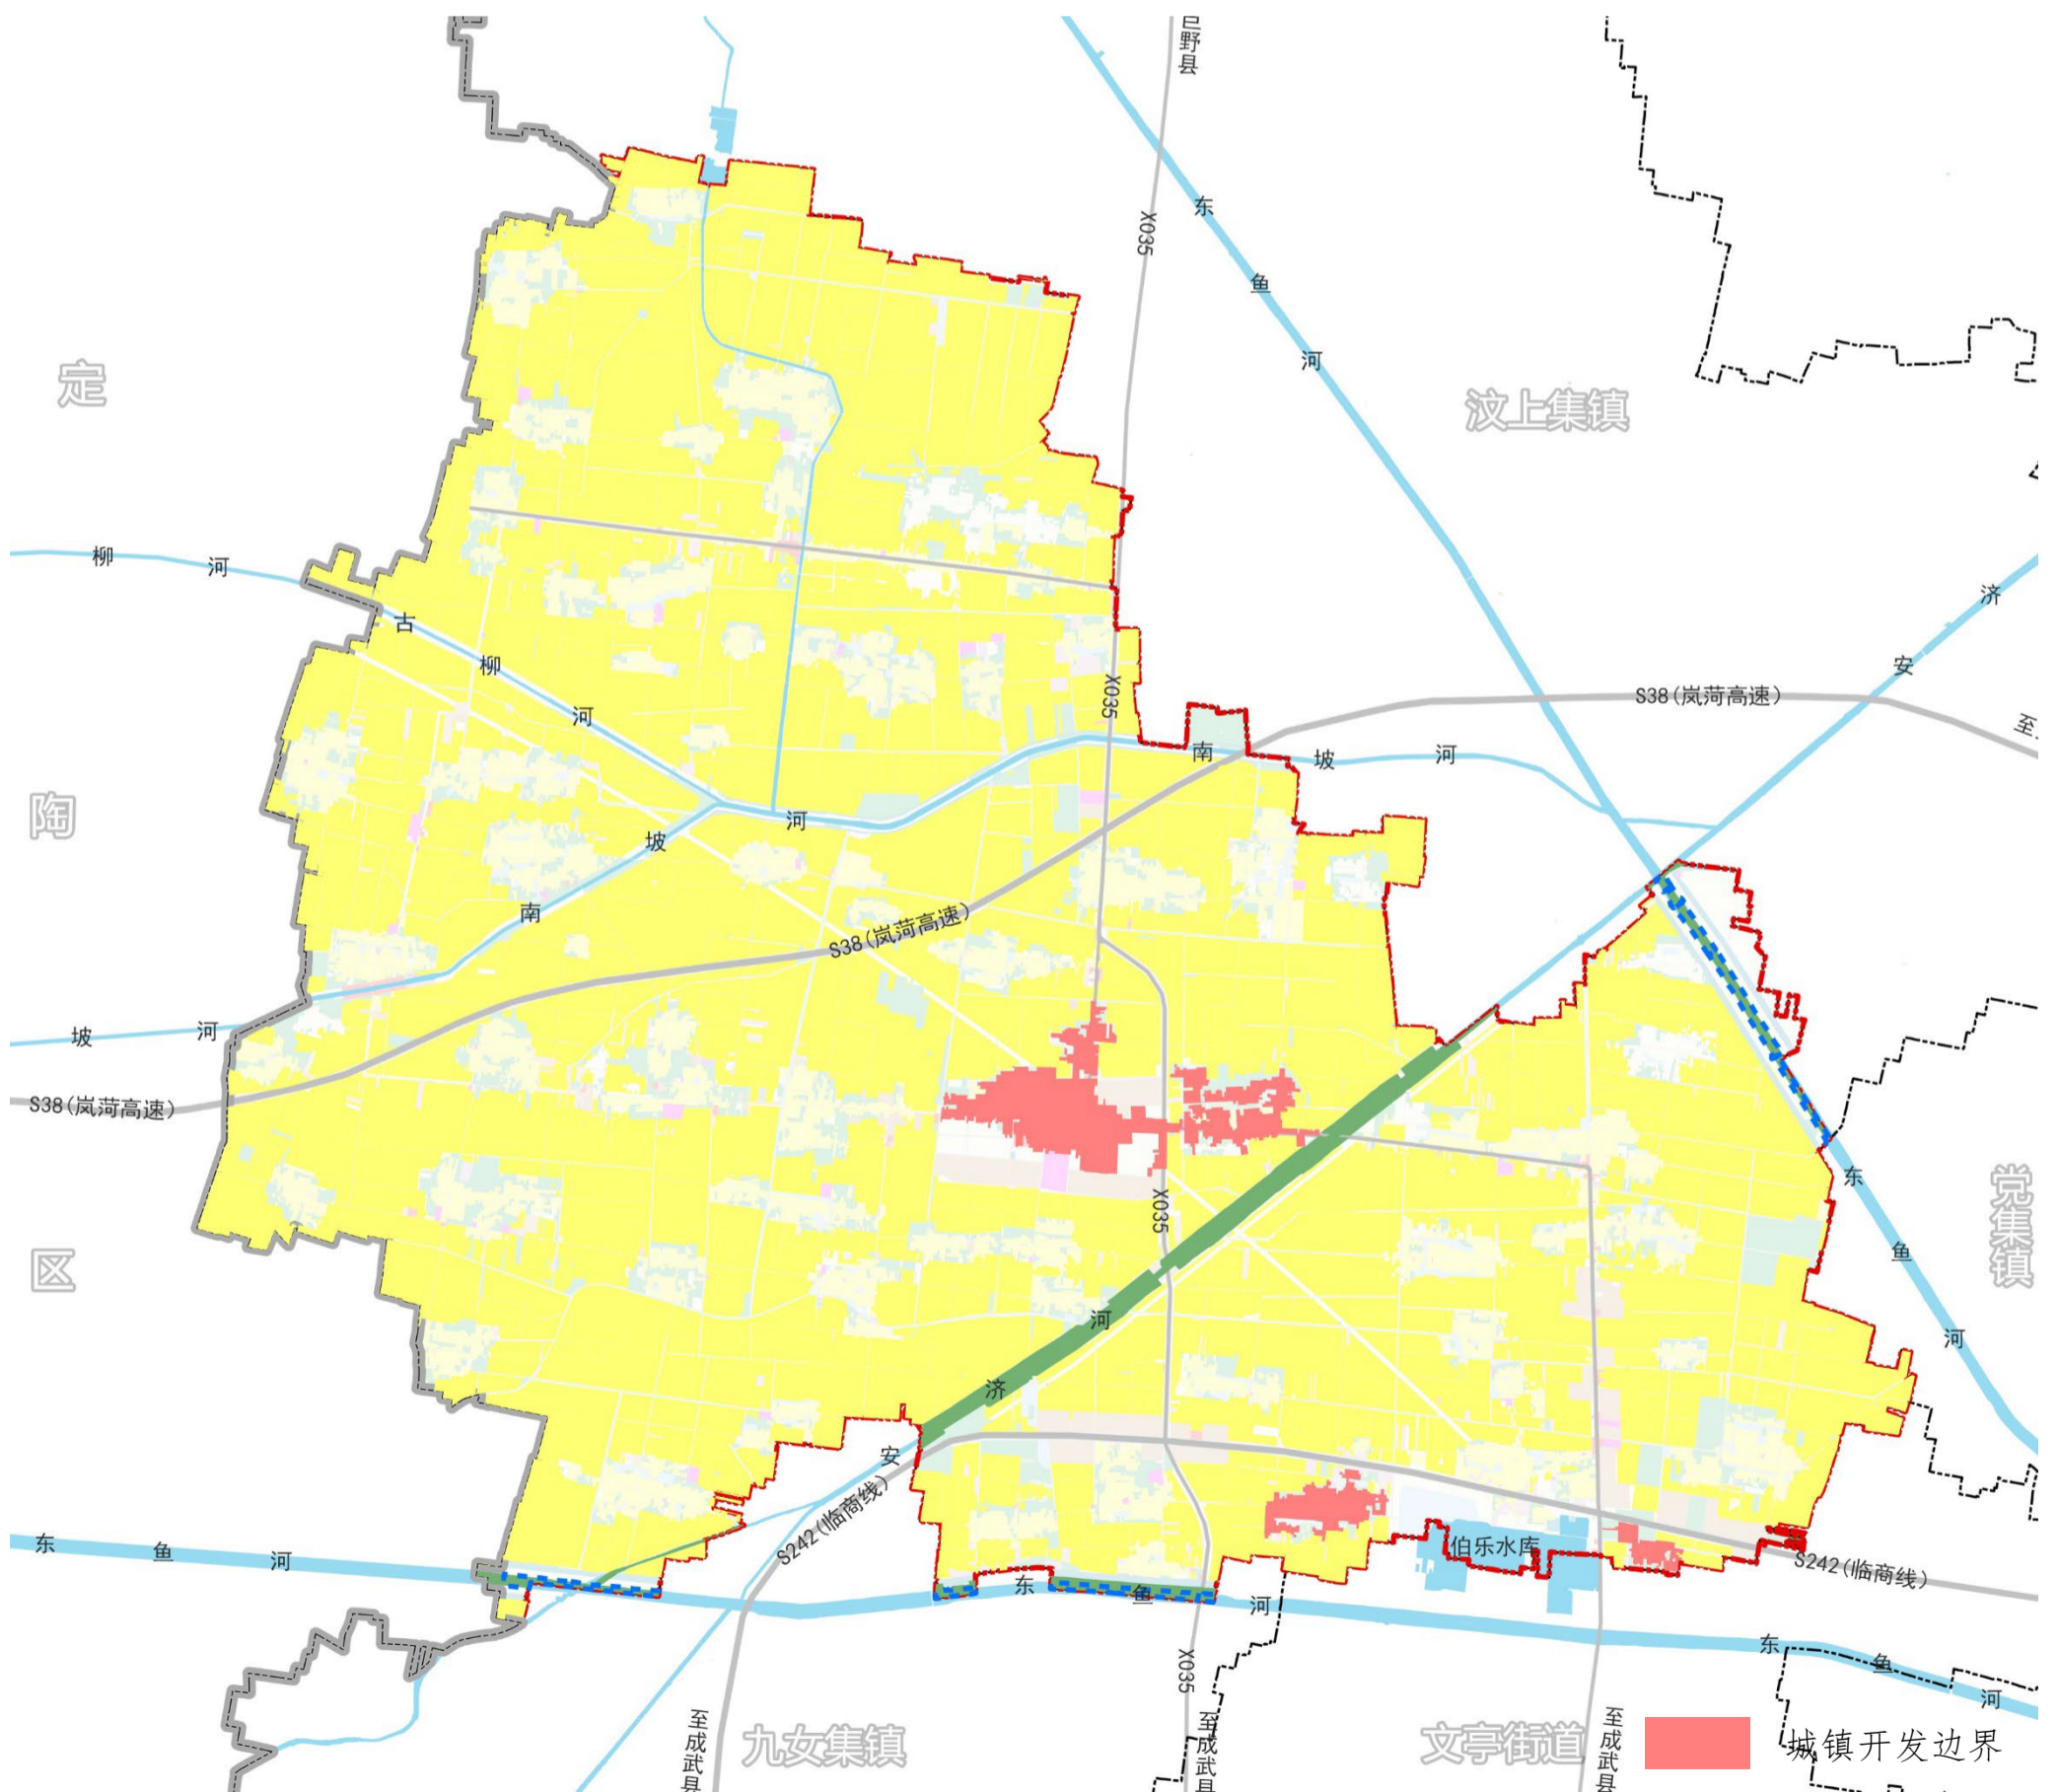 巨野县
东
X035
鱼
河
定
汶上集镇
柳
河
济
古
柳
安
X035
河
S38(岚菏高速)
至
南
坡
河
陶
河
坡
南
S38(岚菏高速)
坡
河
S38(岚菏高速)
东
党集镇
X035
鱼
区
河
河
济
安
S242(临商线)
东
鱼
河
伯乐水库
S242(临商线)
东
鱼
河
东
鱼
河
X035
至成武县
九女集镇
至成武县
文亭街道
至成武县
城镇开发边界